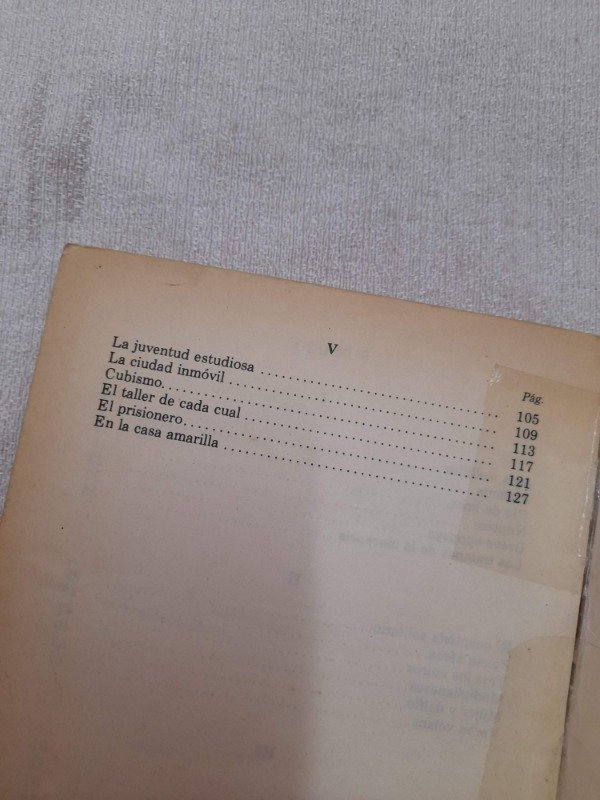 V
Pág.
La juventud estudiosa ........ 105
La ciudad inmóvil ........ 109
Cubismo ........ 113
El taller de cada cual ........ 117
El prisionero ........ 121
En la casa amarilla ........ 127